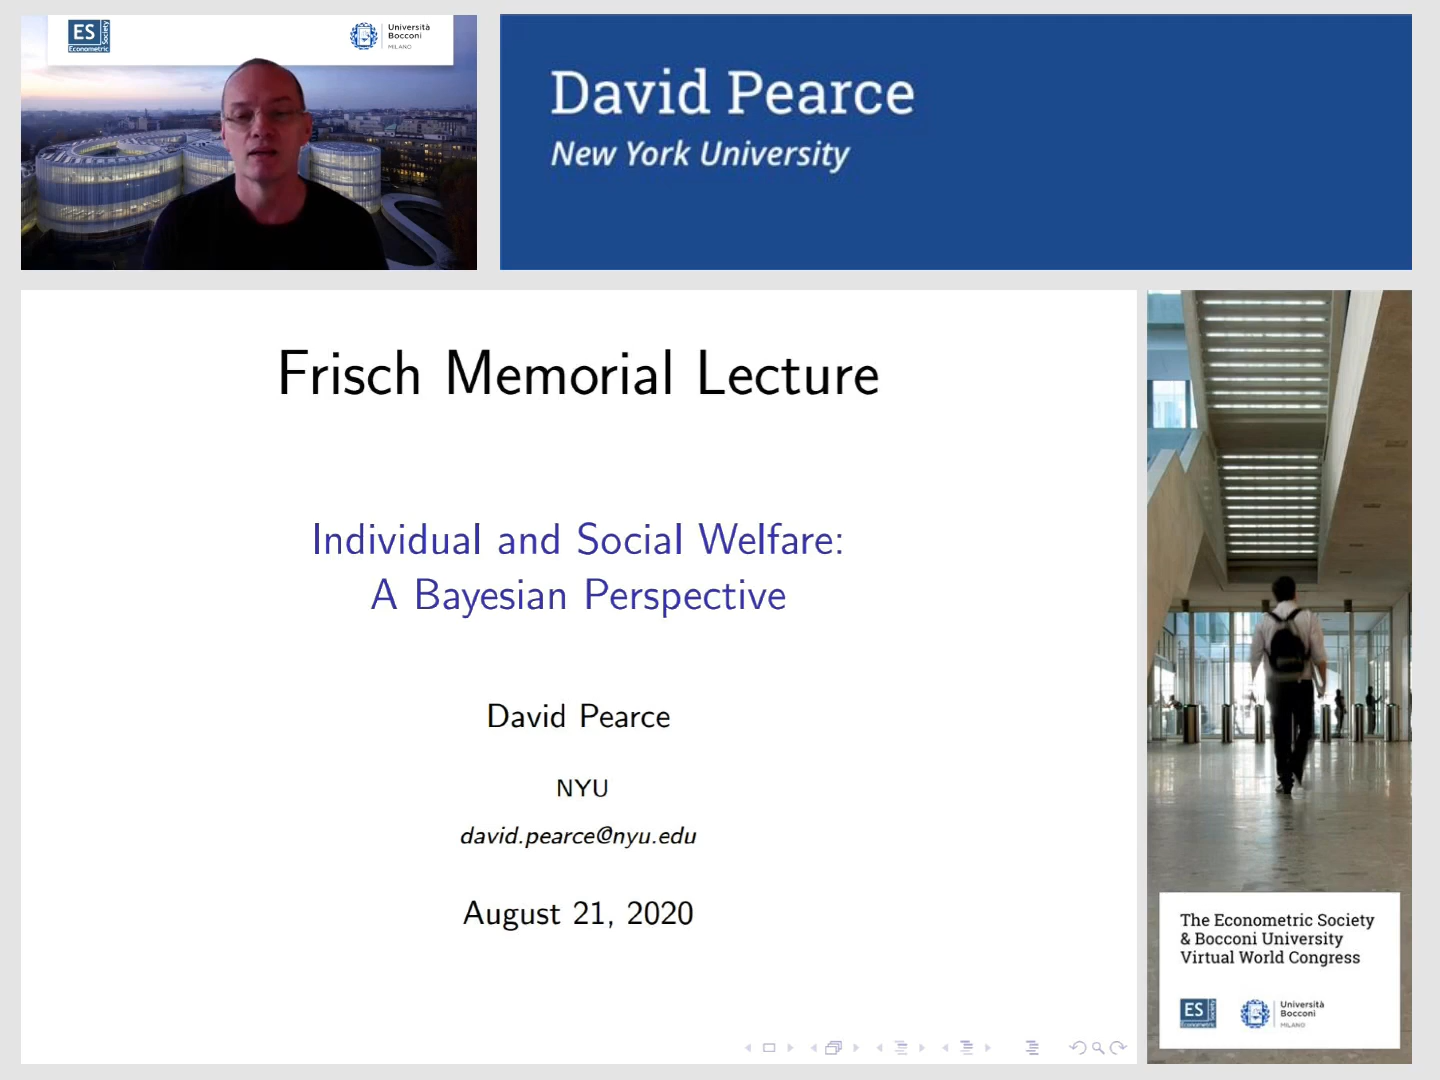 ES
Econometric
Society
Università
Bocconi
MILANO
David Pearce
New York University
Frisch Memorial Lecture
Individual and Social Welfare:
A Bayesian Perspective
David Pearce
NYU
david.pearce@nyu.edu
August 21, 2020
The Econometric Society
& Bocconi University
Virtual World Congress
ES
Econometric
Society
Università
Bocconi
MILANO